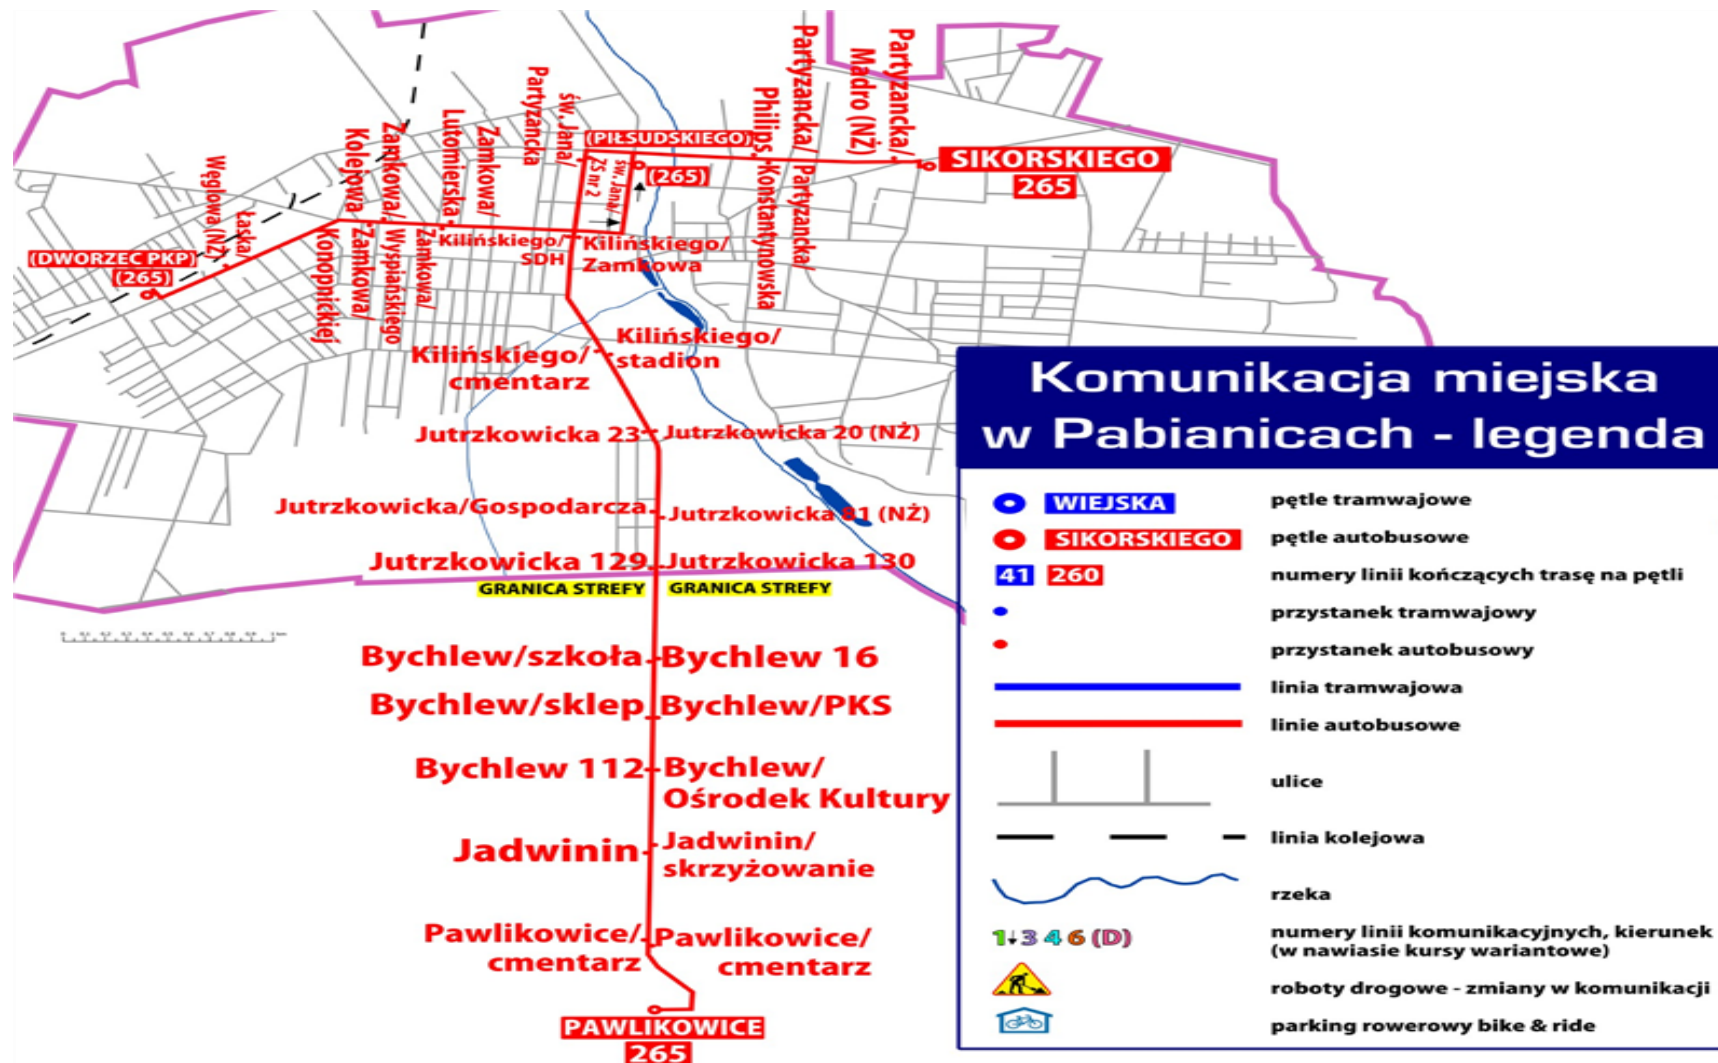 Partyzancka/
Madro (NŻ)
Partyzancka/
Philips.
Partyzancka
św. Jana/
Zamkowa/
Lutomierska
Zamkowa/
Kolejowa
Węglowa (NŻ)
Łaska/
(PIŁSUDSKIEGO)
(265)
ZŚ nr 2
św. Jana/
SIKORSKIEGO
265
Konstantynowska
Partyzancka/
Partyzancka/
(DWORZEC PKP)
(265)
Konopnickiej
Zamkowa/
Wyspiańskiego
Zamkowa/
Kilińskiego/
SDH
Kilińskiego/
Zamkowa
Kilińskiego/
stadion
Kilińskiego/
cmentarz
Jutrzkowicka 23
Jutrzkowicka 20 (NŻ)
Jutrzkowicka/Gospodarcza
Jutrzkowicka 81 (NŻ)
Jutrzkowicka 129
Jutrzkowicka 130
GRANICA STREFY
GRANICA STREFY
Bychlew/szkoła
Bychlew 16
Bychlew/sklep
Bychlew/PKS
Bychlew 112
Bychlew/
Ośrodek Kultury
Jadwinin
Jadwinin/
skrzyżowanie
Pawlikowice/
cmentarz
Pawlikowice/
cmentarz
PAWLIKOWICE
265
Komunikacja miejska
w Pabianicach - legenda
WIEJSKA
pętle tramwajowe
SIKORSKIEGO
pętle autobusowe
41 260
numery linii kończących trasę na pętli
przystanek tramwajowy
przystanek autobusowy
linia tramwajowa
linie autobusowe
ulice
linia kolejowa
rzeka
1↓3 4 6 (D)
numery linii komunikacyjnych, kierunek
(w nawiasie kursy wariantowe)
roboty drogowe - zmiany w komunikacji
parking rowerowy bike & ride